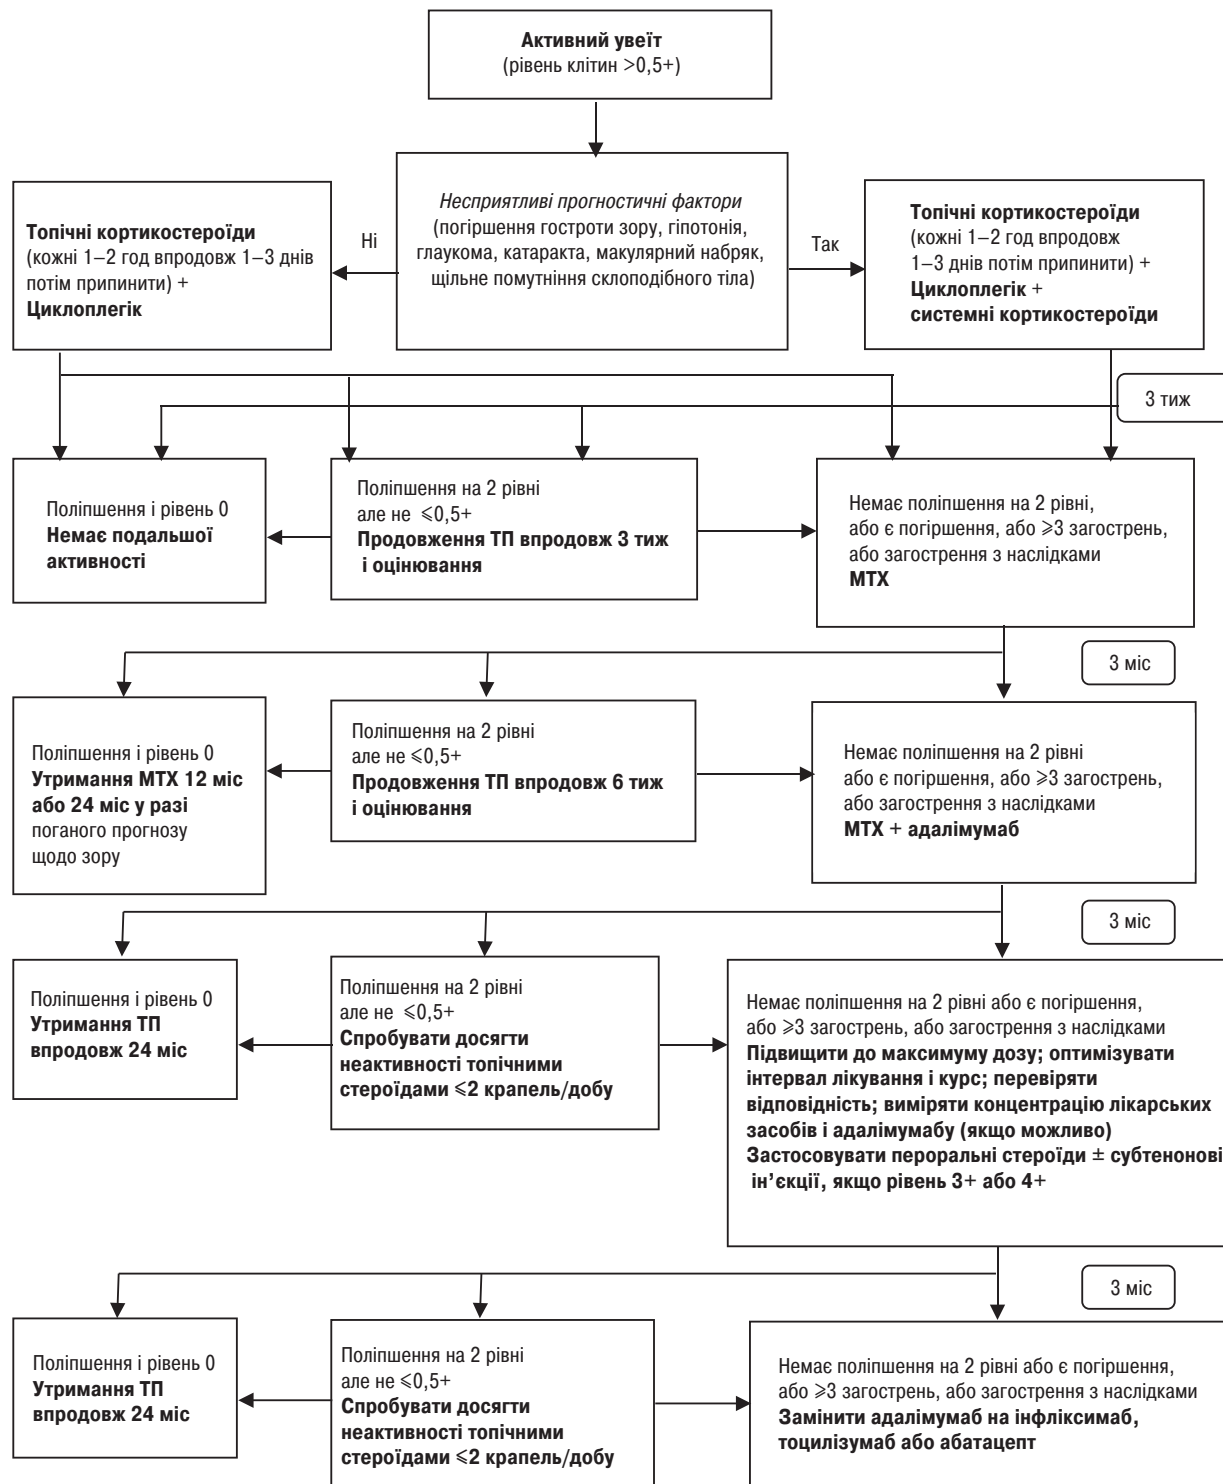 Активний увеїт
(рівень клітин >0,5+)
Несприятливі прогностичні фактори
(погіршення гостроти зору, гіпотонія,
глаукома, катаракта, макулярний набряк,
щільне помутніння склоподібного тіла)
Ні
Так
Топічні кортикостероїди
(кожні 1–2 год впродовж 1–3 днів
потім припинити) +
Циклоплегік
Топічні кортикостероїди
(кожні 1–2 год впродовж
1–3 днів потім припинити) +
Циклоплегік +
системні кортикостероїди
3 тиж
Поліпшення і рівень 0
Немає подальшої
активності
Поліпшення на 2 рівні
але не ≤0,5+
Продовження ТП впродовж 3 тиж
і оцінювання
Немає поліпшення на 2 рівні,
або є погіршення, або ≥3 загострень,
або загострення з наслідками
МТХ
3 міс
Поліпшення і рівень 0
Утримання МТХ 12 міс
або 24 міс у разі
поганого прогнозу
щодо зору
Поліпшення на 2 рівні
але не ≤0,5+
Продовження ТП впродовж 6 тиж
і оцінювання
Немає поліпшення на 2 рівні
або є погіршення, або ≥3 загострень,
або загострення з наслідками
МТХ + адалімумаб
3 міс
Поліпшення і рівень 0
Утримання ТП
впродовж 24 міс
Поліпшення на 2 рівні
але не ≤0,5+
Спробувати досягти
неактивності топічними
стероїдами ≤2 крапель/добу
Немає поліпшення на 2 рівні або є погіршення,
або ≥3 загострень, або загострення з наслідками
Підвищити до максимуму дозу; оптимізувати
інтервал лікування і курс; перевіряти
відповідність; виміряти концентрацію лікарських
засобів і адалімумабу (якщо можливо)
Застосовувати пероральні стероїди ± субтенонові
ін’єкції, якщо рівень 3+ або 4+
3 міс
Поліпшення і рівень 0
Утримання ТП
впродовж 24 міс
Поліпшення на 2 рівні
але не ≤0,5+
Спробувати досягти
неактивності топічними
стероїдами ≤2 крапель/добу
Немає поліпшення на 2 рівні або є погіршення,
або ≥3 загострень, або загострення з наслідками
Замінити адалімумаб на інфліксимаб,
тоцилізумаб або абатацепт